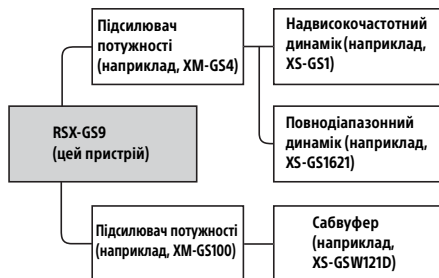 Підсилювач
потужності
(наприклад, XM-GS4)
Надвисокочастотний
динамік (наприклад,
XS-GS1)
RSX-GS9
(цей пристрій)
Повнодіапазонний
динамік (наприклад,
XS-GS1621)
Підсилювач потужності
(наприклад, XM-GS100)
Сабвуфер
(наприклад,
XS-GSW121D)